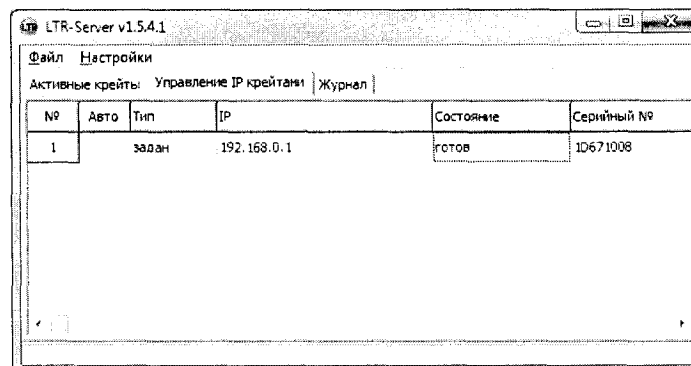 LTR-Server v1.5.4.1
Файл Настройки
Активные крейты Управление IP крейтами Журнал
№ Авто Тип IP Состояние Серийный №
1 задан 192.168.0.1 готов 1D671008